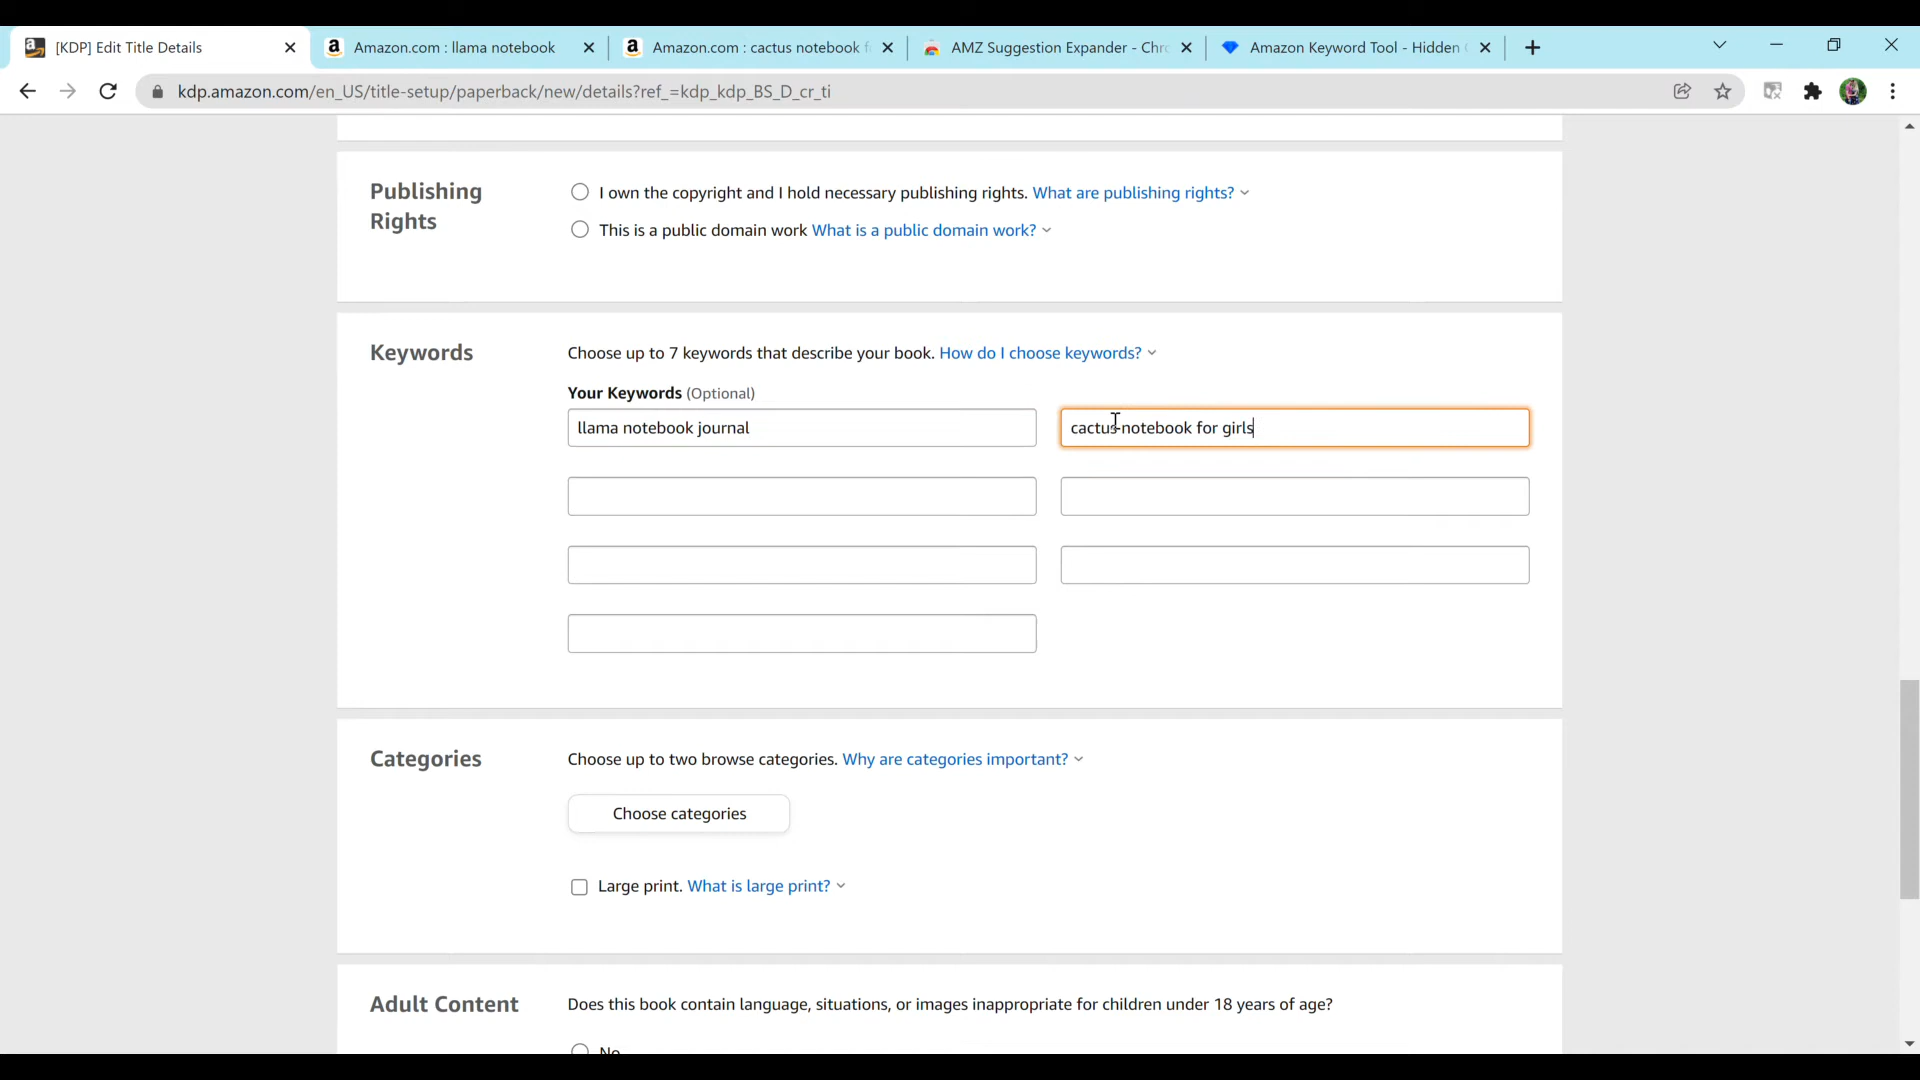 [KDP] Edit Title Details
Amazon.com : llama notebook
Amazon.com : cactus notebook f
AMZ Suggestion Expander - Chr
Amazon Keyword Tool - Hidden
kdp.amazon.com/en_US/title-setup/paperback/new/details?ref_=kdp_kdp_BS_D_cr_ti
Publishing Rights
I own the copyright and I hold necessary publishing rights. What are publishing rights?
This is a public domain work What is a public domain work?
Keywords
Choose up to 7 keywords that describe your book. How do I choose keywords?
Your Keywords (Optional)
llama notebook journal
cactus notebook for girls
Categories
Choose up to two browse categories. Why are categories important?
Choose categories
Large print. What is large print?
Adult Content
Does this book contain language, situations, or images inappropriate for children under 18 years of age?
No